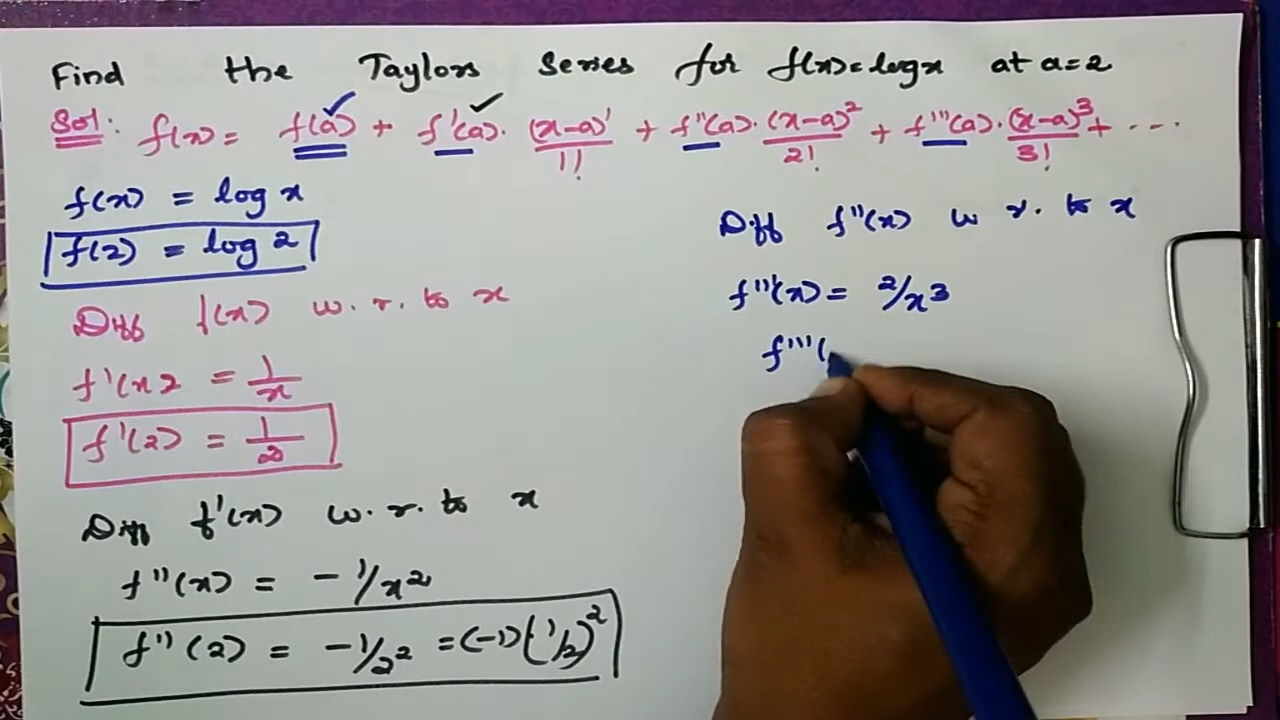 Find the Taylors Series for f(x)=logx at a=2
Sol: f(x) = f(a) + f'(a). (x-a)'/1! + f''(a). (x-a)²/2! + f'''(a). (x-a)³/3! + ....
f(x) = log x
f(2) = log 2
Diff f(x) w.r. to x
f'(x) = 1/x
f'(2) = 1/2
Diff f'(x) w.r. to x
f''(x) = -1/x²
f''(2) = -1/2² = (-1)(1/2)²
Diff f''(x) w r. to x
f'''(x) = 2/x³
f'''(